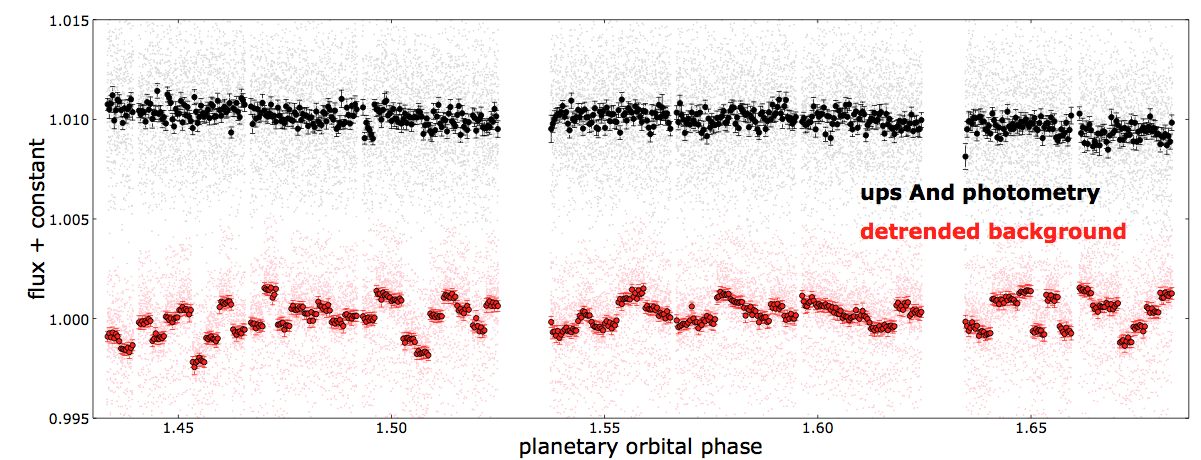 1.015
1.010
1.005
1.000
0.995
flux + constant
ups And photometry
detrended background
1.45 1.50 1.55 1.60 1.65
planetary orbital phase